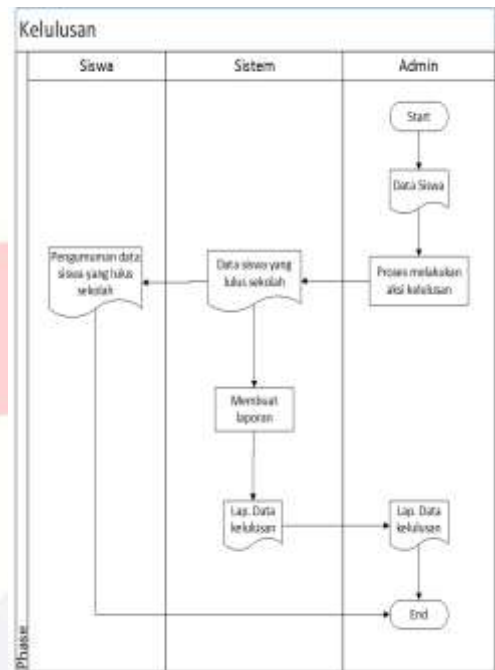 Kelulusan
Siswa
Sistem
Admin
Start
Data Siswa
Proses melakukan
aksi kelulusan
Data siswa yang
lulus sekolah
Pengumuman data
siswa yang lulus
sekolah
Membuat
laporan
Lap. Data
kelulusan
Lap. Data
kelulusan
End
Phase